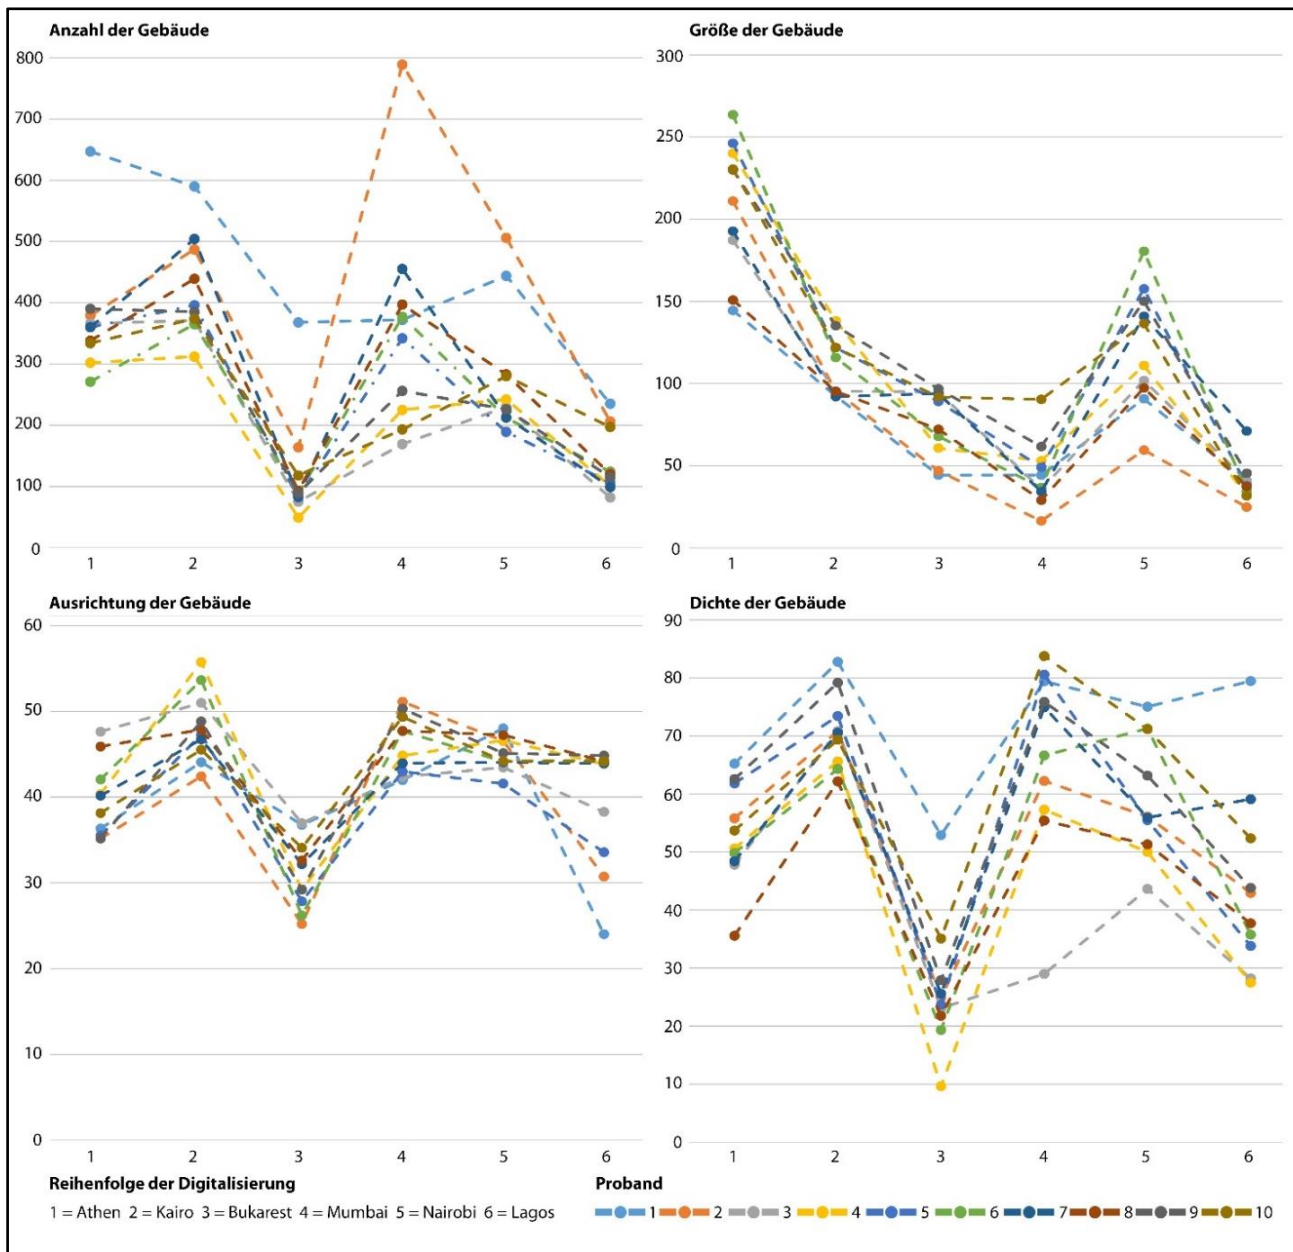 Anzahl der Gebäude
800
700
600
500
400
300
200
100
0
1 2 3 4 5 6
Größe der Gebäude
300
250
200
150
100
50
0
1 2 3 4 5 6
Ausrichtung der Gebäude
60
50
40
30
20
10
0
1 2 3 4 5 6
Dichte der Gebäude
90
80
70
60
50
40
30
20
10
0
1 2 3 4 5 6
Reihenfolge der Digitalisierung
1 = Athen 2 = Kairo 3 = Bukarest 4 = Mumbai 5 = Nairobi 6 = Lagos
Proband
1 2 3 4 5 6 7 8 9 10